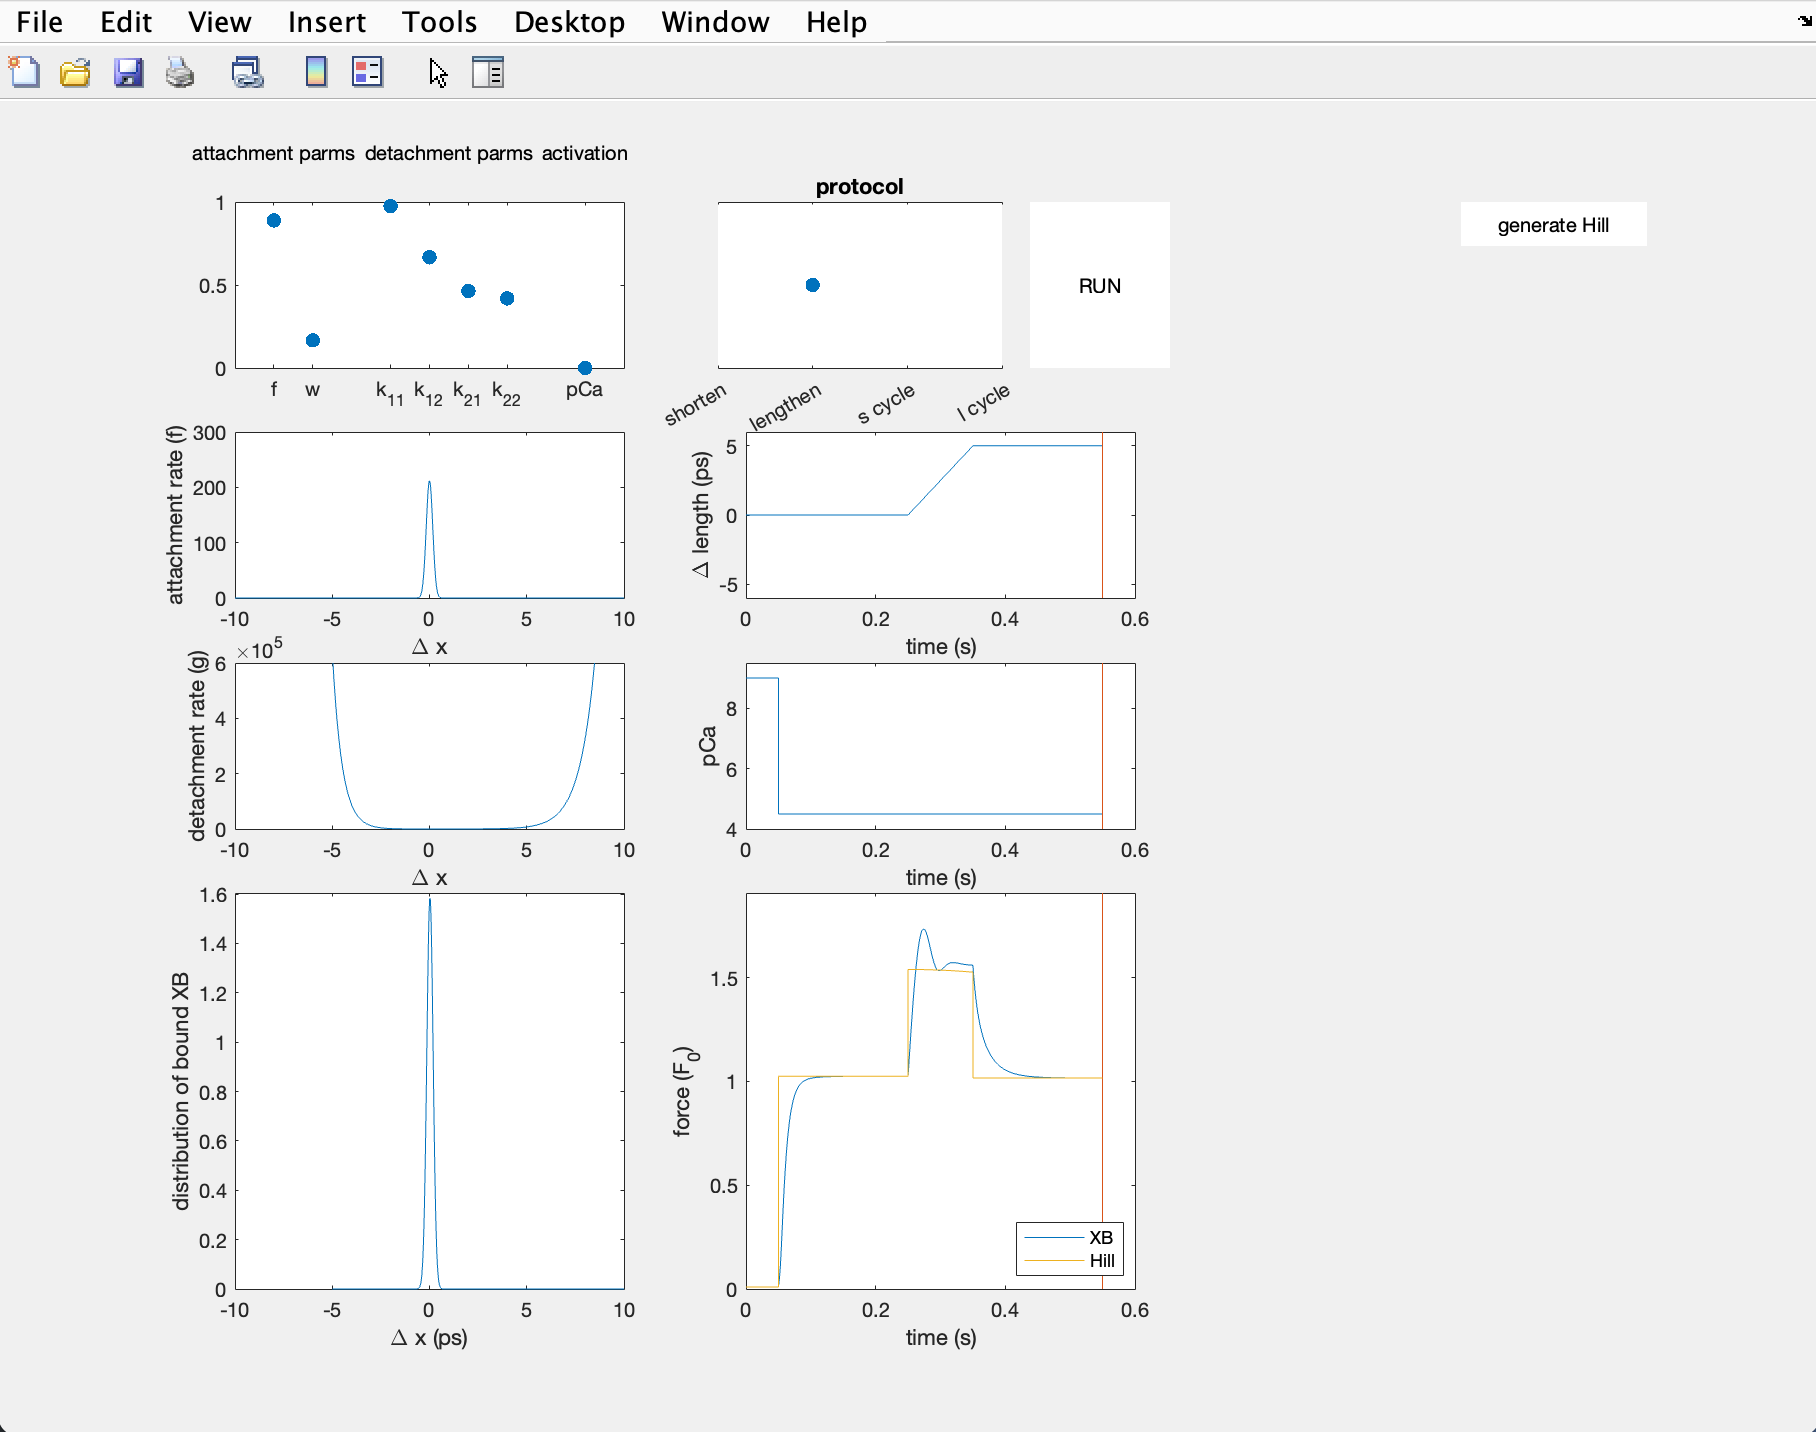 File Edit View Insert Tools Desktop Window Help
attachment parms detachment parms activation
protocol
1
0.5
0
f w k11 k12 k21 k22 pCa
shorten lengthen s cycle l cycle
RUN
generate Hill
attachment rate (f)
300
200
100
0
-10 -5 0 5 10
Δ x
Δ length (ps)
5
0
-5
0 0.2 0.4 0.6
time (s)
detachment rate (g)
×10^5
6
4
2
0
-10 -5 0 5 10
Δ x
pCa
8
6
4
0 0.2 0.4 0.6
time (s)
distribution of bound XB
1.6
1.4
1.2
1
0.8
0.6
0.4
0.2
0
-10 -5 0 5 10
Δ x (ps)
force (F0)
1.5
1
0.5
0
0 0.2 0.4 0.6
time (s)
XB
Hill